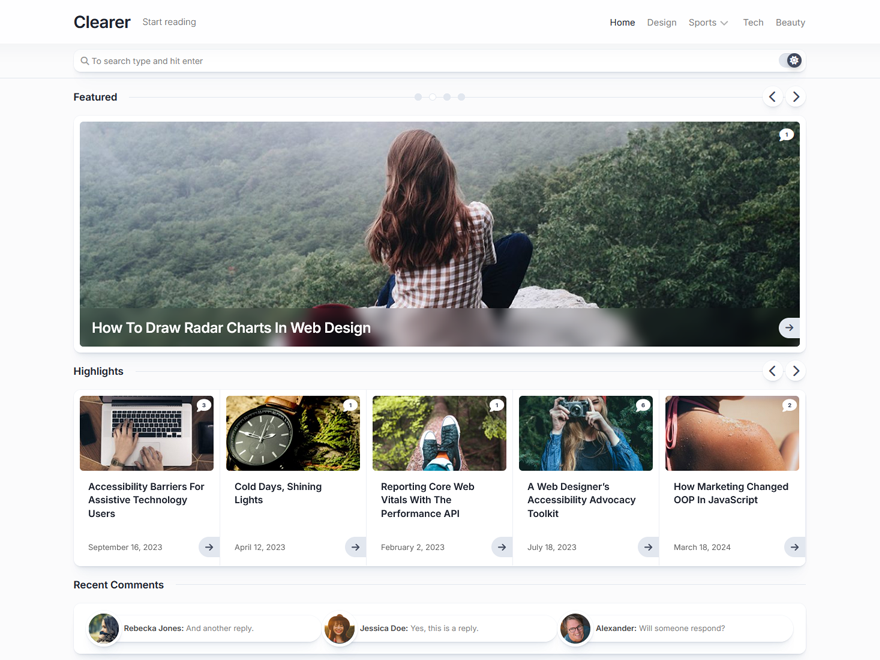 Clearer
Start reading
Home
Design
Sports
Tech
Beauty
To search type and hit enter
Featured
1
How To Draw Radar Charts In Web Design
Highlights
3
1
1
6
2
Accessibility Barriers For
Assistive Technology
Users
September 16, 2023
Cold Days, Shining
Lights
April 12, 2023
Reporting Core Web
Vitals With The
Performance API
February 2, 2023
A Web Designer’s
Accessibility Advocacy
Toolkit
July 18, 2023
How Marketing Changed
OOP In JavaScript
March 18, 2024
Recent Comments
Rebecka Jones: And another reply.
Jessica Doe: Yes, this is a reply.
Alexander: Will someone respond?